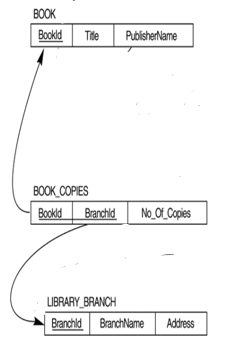 BOOK
BookId Title PublisherName
BOOK_COPIES
BookId BranchId No_Of_Copies
LIBRARY_BRANCH
BranchId BranchName Address